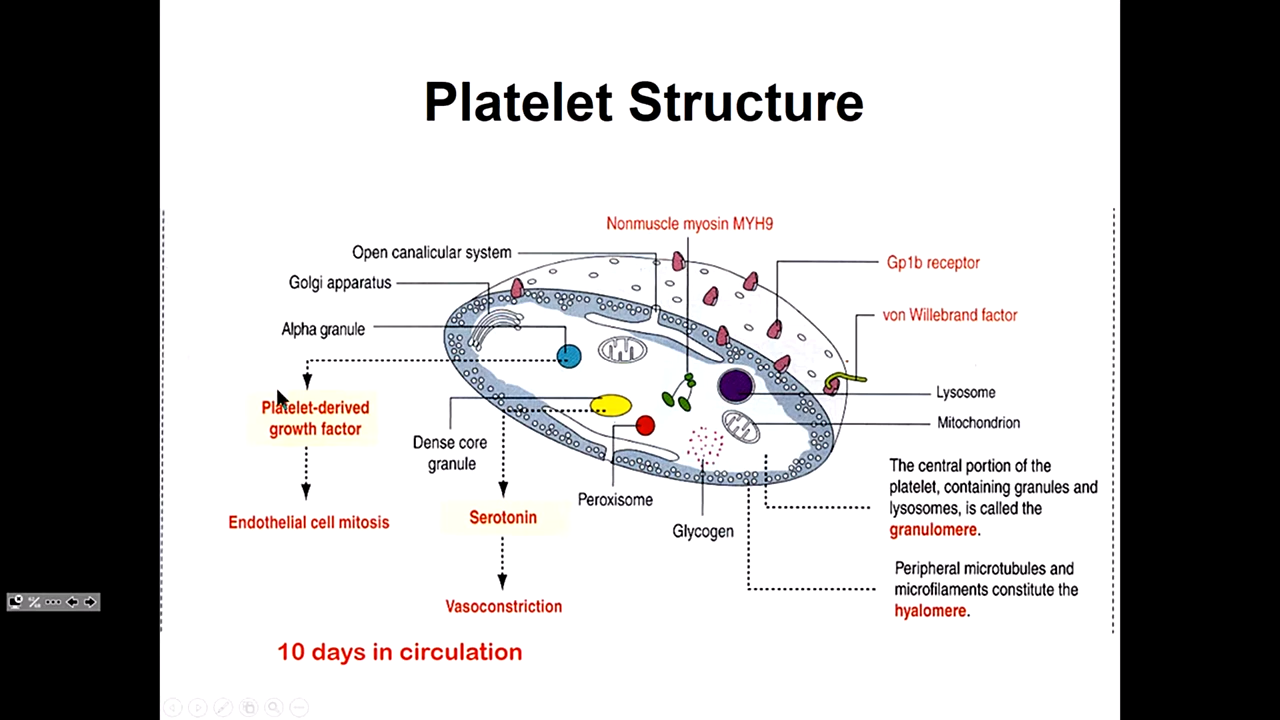 Platelet Structure
Nonmuscle myosin MYH9
Open canalicular system
Gp1b receptor
Golgi apparatus
von Willebrand factor
Alpha granule
Lysosome
Platelet-derived
growth factor
Mitochondrion
Dense core
granule
The central portion of the
platelet, containing granules and
lysosomes, is called the
granulomere.
Peroxisome
Endothelial cell mitosis
Serotonin
Glycogen
Peripheral microtubules and
microfilaments constitute the
hyalomere.
Vasoconstriction
10 days in circulation